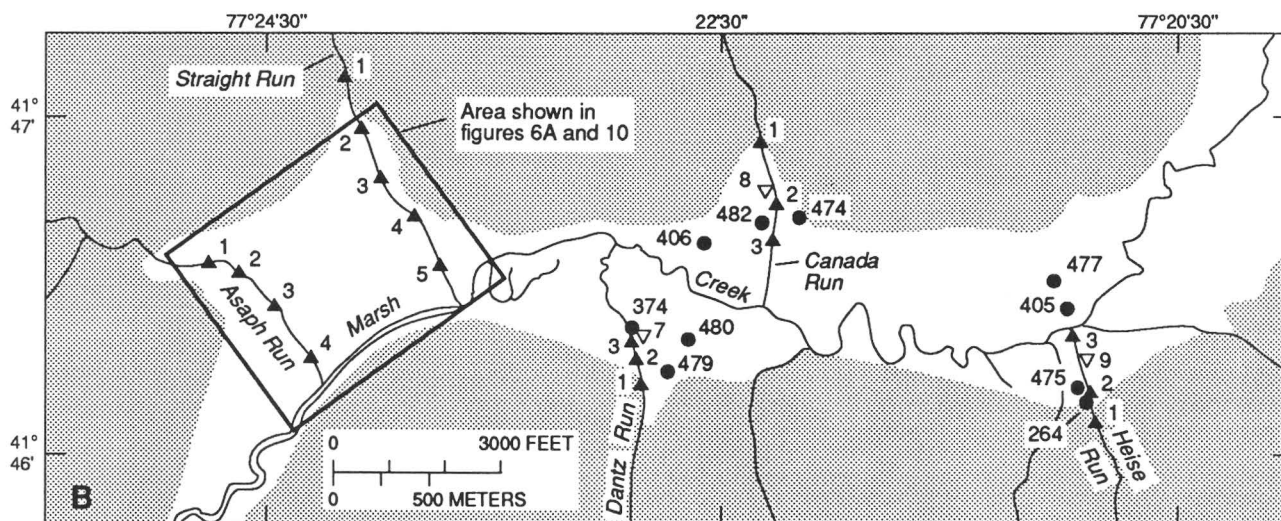 77°24'30"
22'30"
77°20'30"
Straight Run
1
41°
47'
Area shown in
figures 6A and 10
2
1
3
8
2
474
482
4
406
3
Canada
Run
5
477
1
2
Creek
405
Asaph Run
3
Marsh
374
7
480
4
3
2
479
3
9
475
2
1
1
264
41°
46'
0
3000 FEET
0
500 METERS
Dantz Run
Heise
Run
B